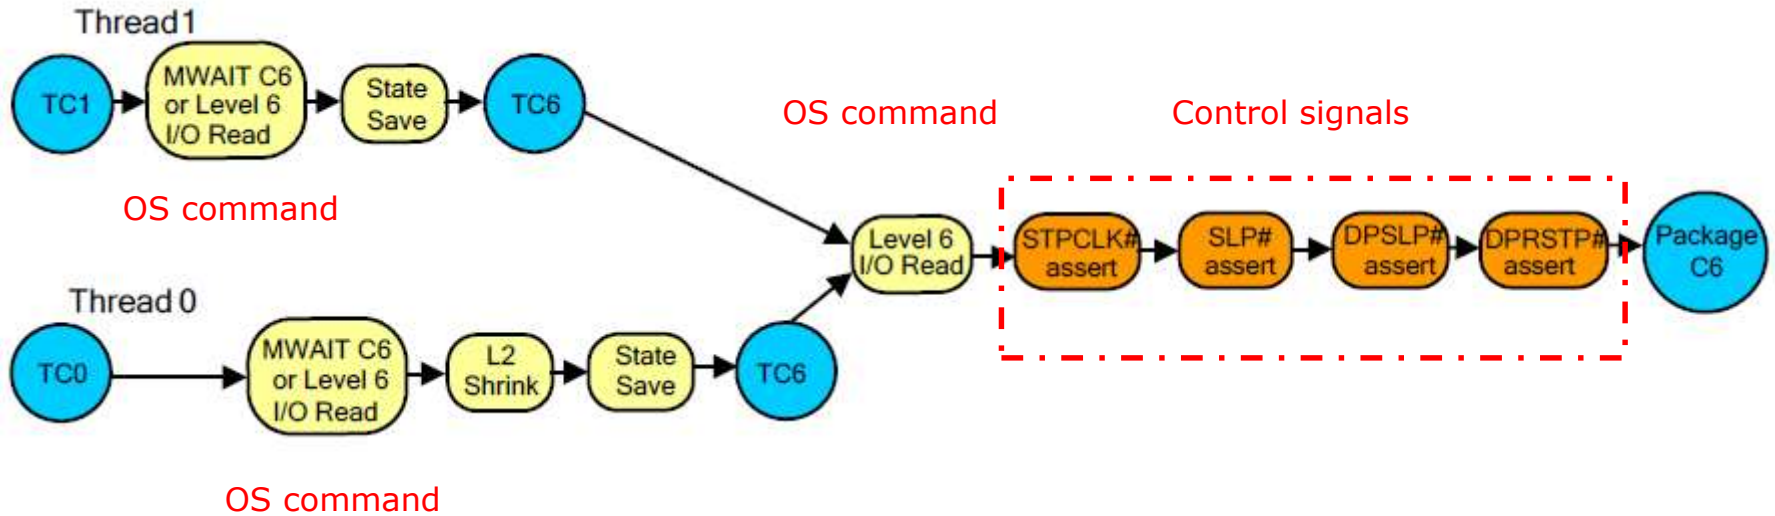 Thread 1
TC1
MWAIT C6
or Level 6
I/O Read
State
Save
TC6
OS command
OS command
Control signals
Level 6
I/O Read
STPCLK#
assert
SLP#
assert
DPSLP#
assert
DPRSTP#
assert
Package
C6
Thread 0
TC0
MWAIT C6
or Level 6
I/O Read
L2
Shrink
State
Save
TC6
OS command